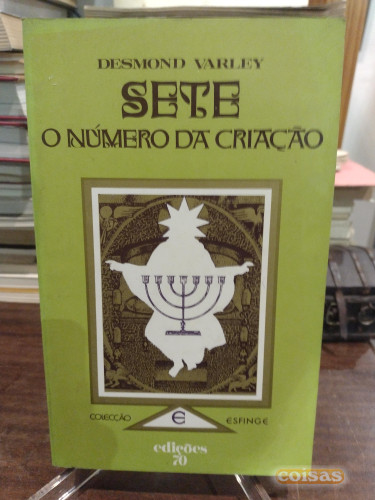 DESMOND VARLEY
SETE
O NÚMERO DA CRIAÇÃO
COLECÇÃO E ESFINGE
edições
70
coisas